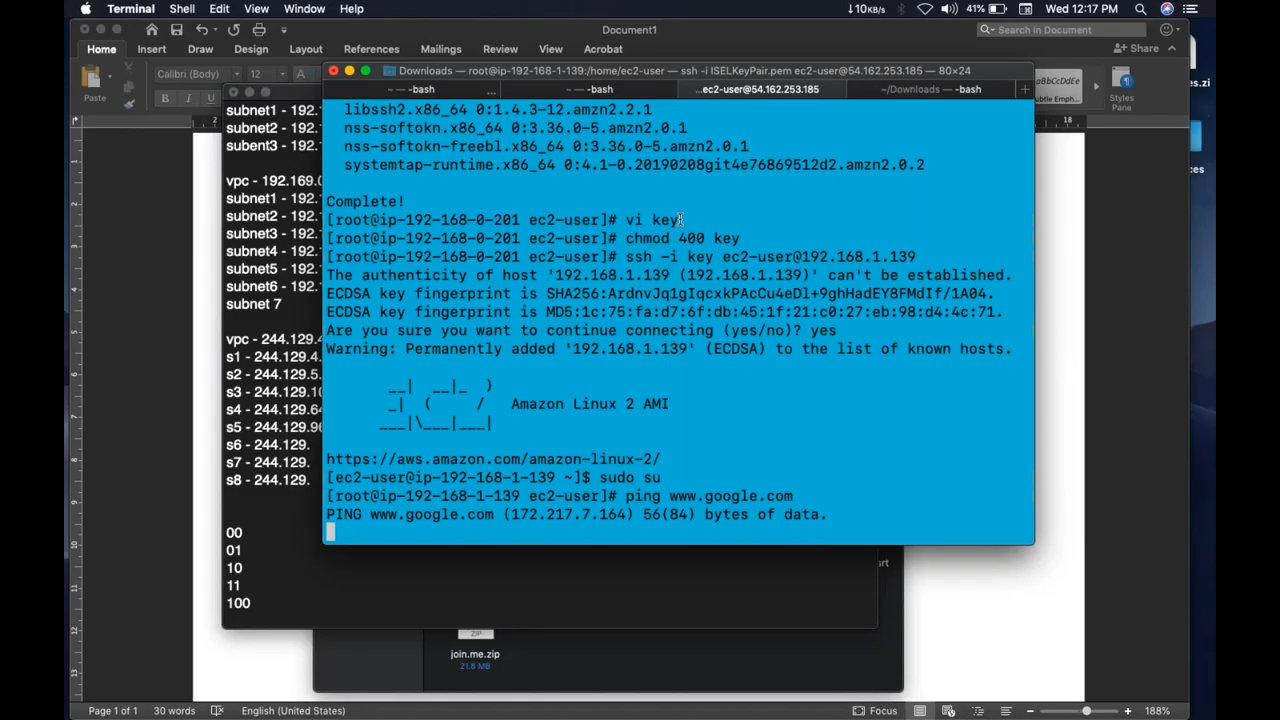 Terminal Shell Edit View Window Help
↓10KB/s 41% Wed 12:17 PM
Document1
Search in Document
Home Insert Draw Design Layout References Mailings Review View Acrobat
Share
Paste
Calibri (Body) 12
B I U
Styles
Pane
Downloads — root@ip-192-168-1-139:/home/ec2-user — ssh -i ISELKeyPair.pem ec2-user@54.162.253.185 — 80×24
~ — -bash ... ~ — -bash ...ec2-user@54.162.253.185 ~/Downloads — -bash +
libssh2.x86_64 0:1.4.3-12.amzn2.2.1
nss-softokn.x86_64 0:3.36.0-5.amzn2.0.1
nss-softokn-freebl.x86_64 0:3.36.0-5.amzn2.0.1
systemtap-runtime.x86_64 0:4.1-0.20190208git4e76869512d2.amzn2.0.2
Complete!
[root@ip-192-168-0-201 ec2-user]# vi key
[root@ip-192-168-0-201 ec2-user]# chmod 400 key
[root@ip-192-168-0-201 ec2-user]# ssh -i key ec2-user@192.168.1.139
The authenticity of host '192.168.1.139 (192.168.1.139)' can't be established.
ECDSA key fingerprint is SHA256:ArdnvJq1gIqcxkPAcCu4eDl+9ghHadEY8FMdIf/1A04.
ECDSA key fingerprint is MD5:1c:75:fa:d7:6f:db:45:1f:21:c0:27:eb:98:d4:4c:71.
Are you sure you want to continue connecting (yes/no)? yes
Warning: Permanently added '192.168.1.139' (ECDSA) to the list of known hosts.
__| __|_ )
_| ( / Amazon Linux 2 AMI
___|\___|___|
https://aws.amazon.com/amazon-linux-2/
[ec2-user@ip-192-168-1-139 ~]$ sudo su
[root@ip-192-168-1-139 ec2-user]# ping www.google.com
PING www.google.com (172.217.7.164) 56(84) bytes of data.
subnet1 - 192.
subnet2 - 192.
subent3 - 192.
vpc - 192.169.0
subnet1 - 192.
subnet2 - 192.
subnet3 - 192.
subnet4 - 192.
subnet5 - 192.
subnet6 - 192.
subnet 7
vpc - 244.129.4
s1 - 244.129.4.
s2 - 244.129.5.
s3 - 244.129.10
s4 - 244.129.64
s5 - 244.129.96
s6 - 244.129.
s7 - 244.129.
s8 - 244.129.
00
01
10
11
100
ZIP
join.me.zip
21.8 MB
Page 1 of 1 30 words English (United States) Focus 188%